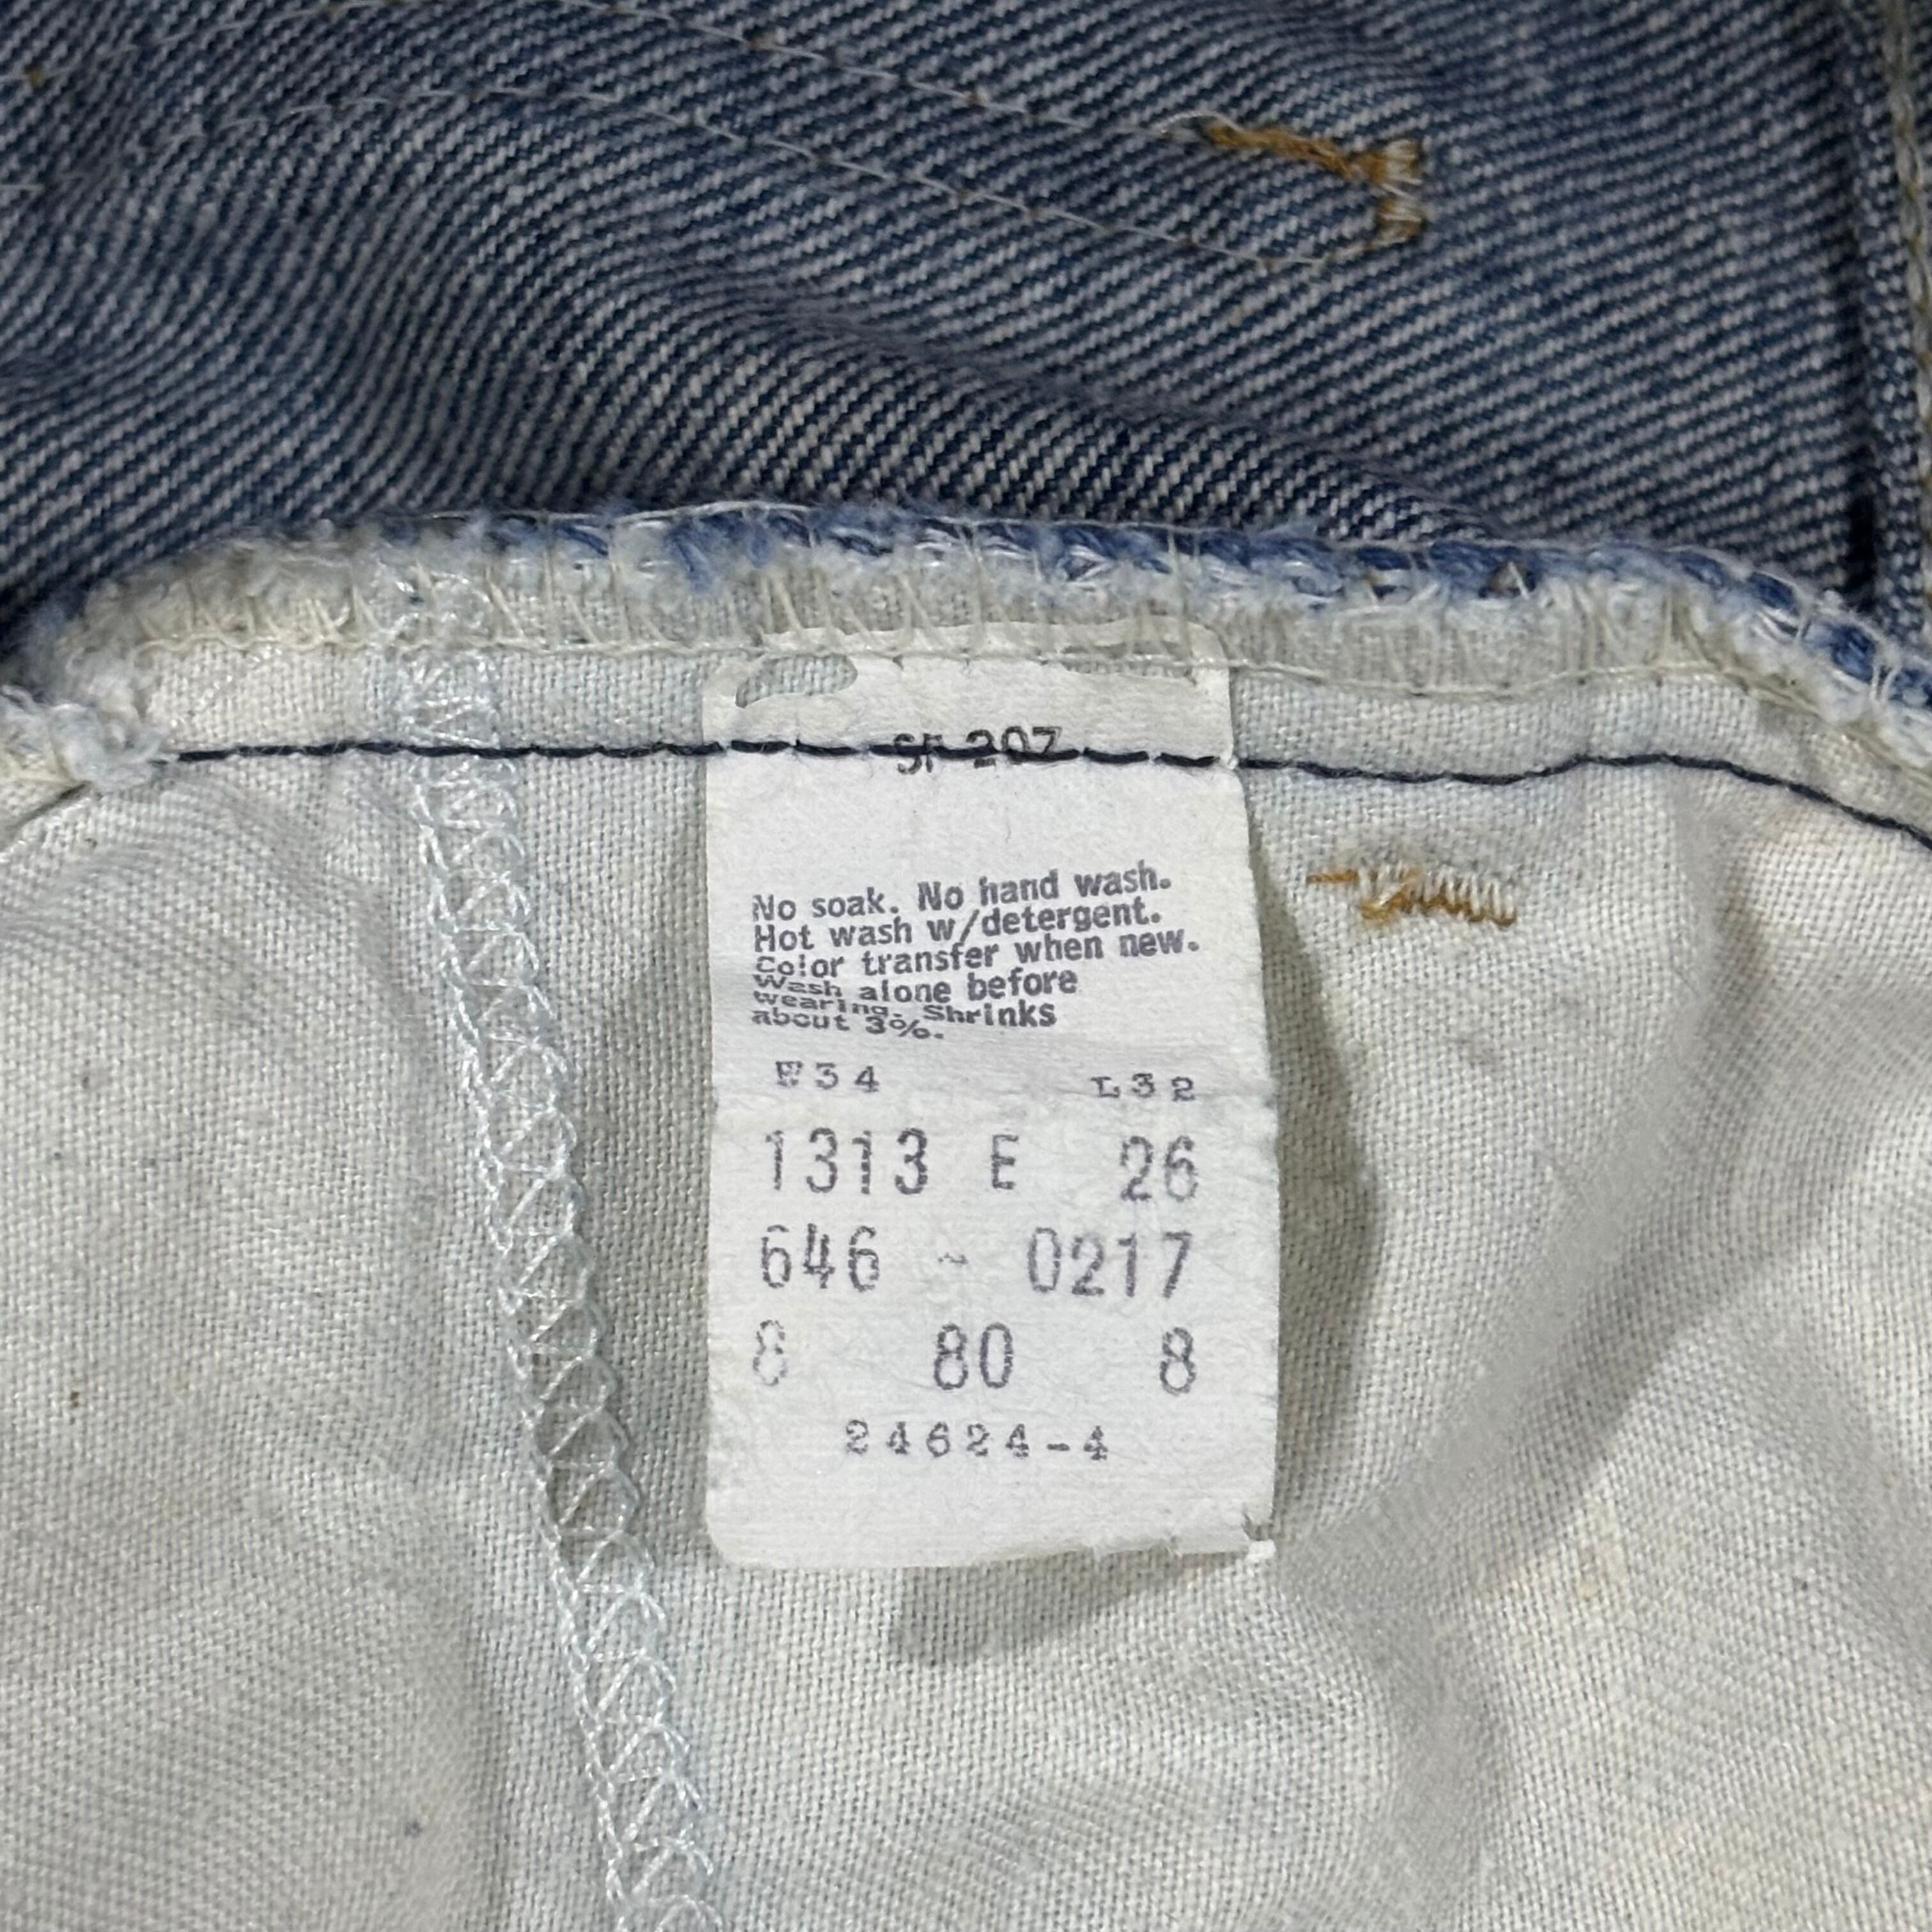 SF 207
No soak. No hand wash.
Hot wash w/detergent.
Color transfer when new.
Wash alone before
wearing. Shrinks
about 3%.
W34 L32
1313 E 26
646 - 0217
8 80 8
24624-4